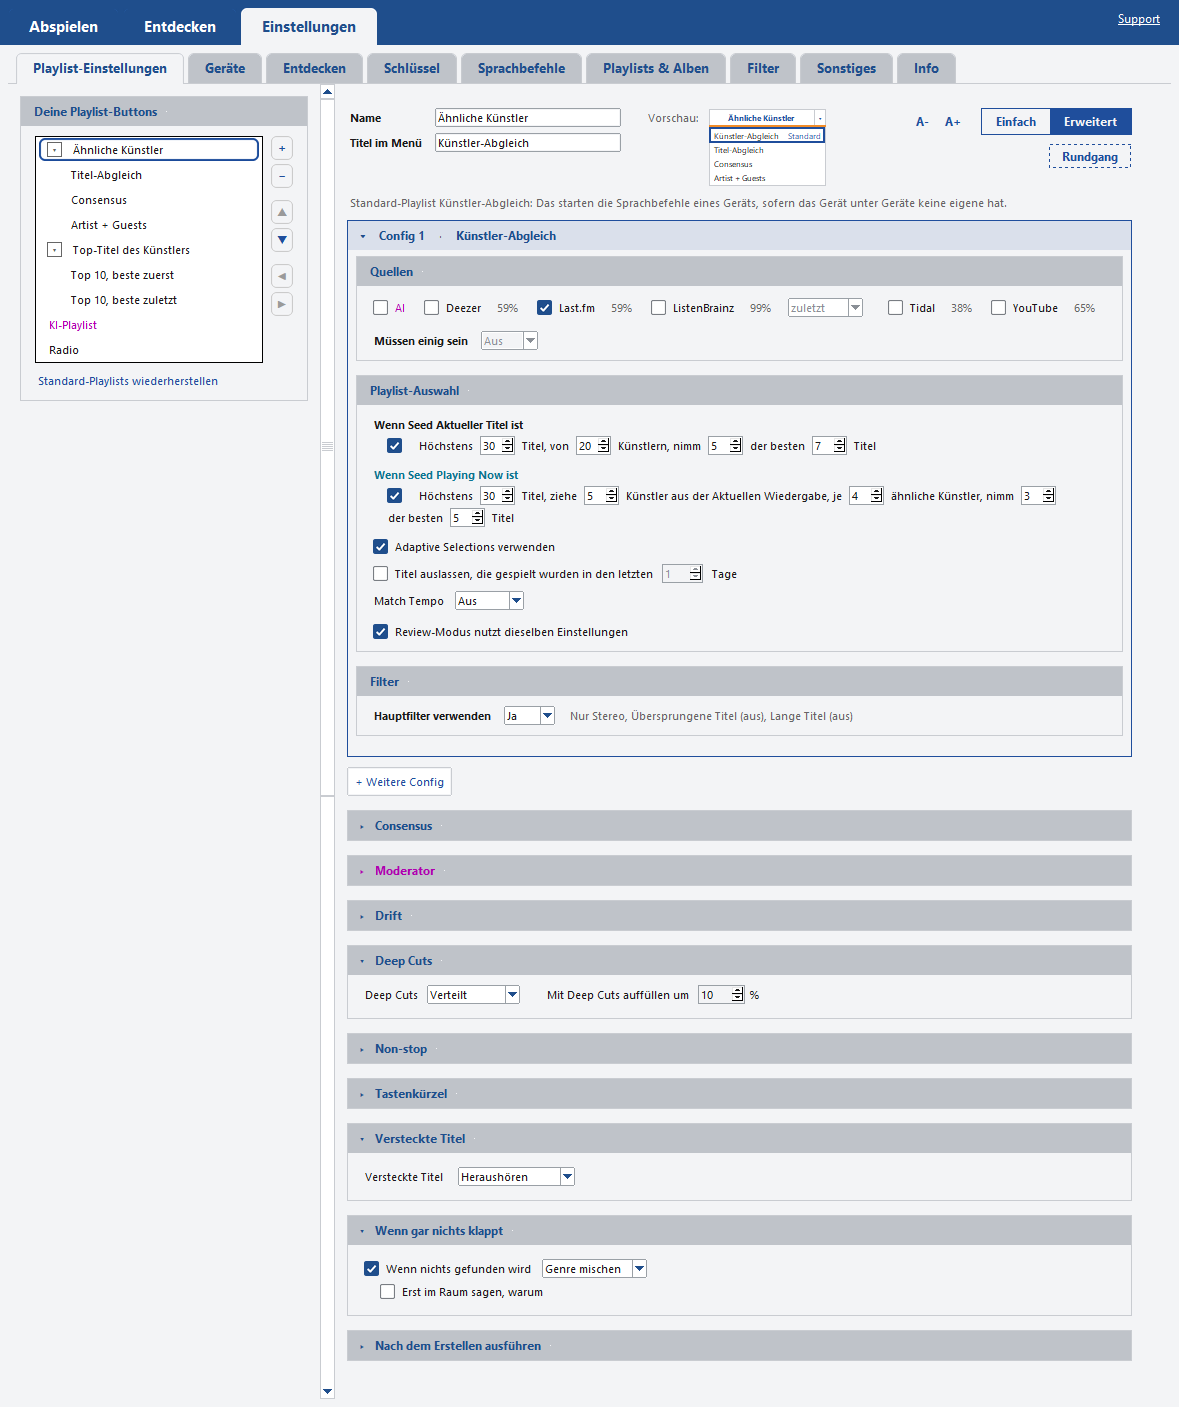 Abspielen
Entdecken
Einstellungen
Support
Playlist-Einstellungen
Geräte
Entdecken
Schlüssel
Sprachbefehle
Playlists & Alben
Filter
Sonstiges
Info
Deine Playlist-Buttons
Ähnliche Künstler
Titel-Abgleich
Consensus
Artist + Guests
Top-Titel des Künstlers
Top 10, beste zuerst
Top 10, beste zuletzt
KI-Playlist
Radio
Standard-Playlists wiederherstellen
Name Ähnliche Künstler
Titel im Menü Künstler-Abgleich
Vorschau: Ähnliche Künstler
Künstler-Abgleich Standard
Titel-Abgleich
Consensus
Artist + Guests
A- A+ Einfach Erweitert
Rundgang
Standard-Playlist Künstler-Abgleich: Das starten die Sprachbefehle eines Geräts, sofern das Gerät unter Geräte keine eigene hat.
Config 1 · Künstler-Abgleich
Quellen
AI Deezer 59% Last.fm 59% ListenBrainz 99% zuletzt Tidal 38% YouTube 65%
Müssen einig sein Aus
Playlist-Auswahl
Wenn Seed Aktueller Titel ist
Höchstens 30 Titel, von 20 Künstlern, nimm 5 der besten 7 Titel
Wenn Seed Playing Now ist
Höchstens 30 Titel, ziehe 5 Künstler aus der Aktuellen Wiedergabe, je 4 ähnliche Künstler, nimm 3
der besten 5 Titel
Adaptive Selections verwenden
Titel auslassen, die gespielt wurden in den letzten 1 Tage
Match Tempo Aus
Review-Modus nutzt dieselben Einstellungen
Filter
Hauptfilter verwenden Ja Nur Stereo, Übersprungene Titel (aus), Lange Titel (aus)
+ Weitere Config
Consensus
Moderator
Drift
Deep Cuts
Deep Cuts Verteilt Mit Deep Cuts auffüllen um 10 %
Non-stop
Tastenkürzel
Versteckte Titel
Versteckte Titel Heraushören
Wenn gar nichts klappt
Wenn nichts gefunden wird Genre mischen
Erst im Raum sagen, warum
Nach dem Erstellen ausführen